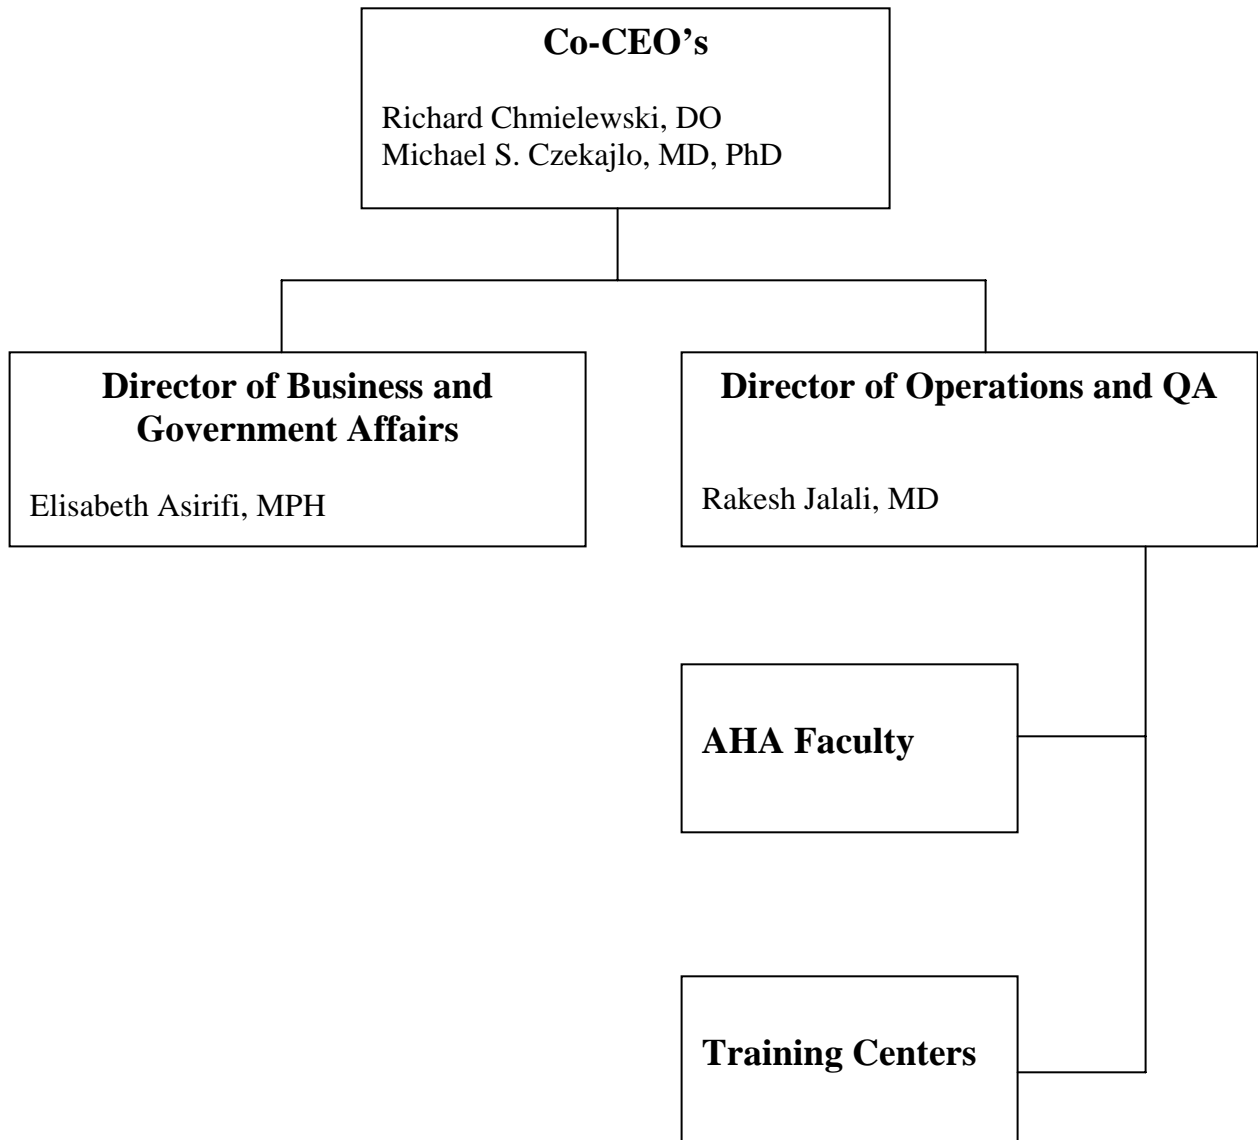 Co-CEO’s
Richard Chmielewski, DO
Michael S. Czekajlo, MD, PhD
Director of Business and
Government Affairs
Elisabeth Asirifi, MPH
Director of Operations and QA
Rakesh Jalali, MD
AHA Faculty
Training Centers